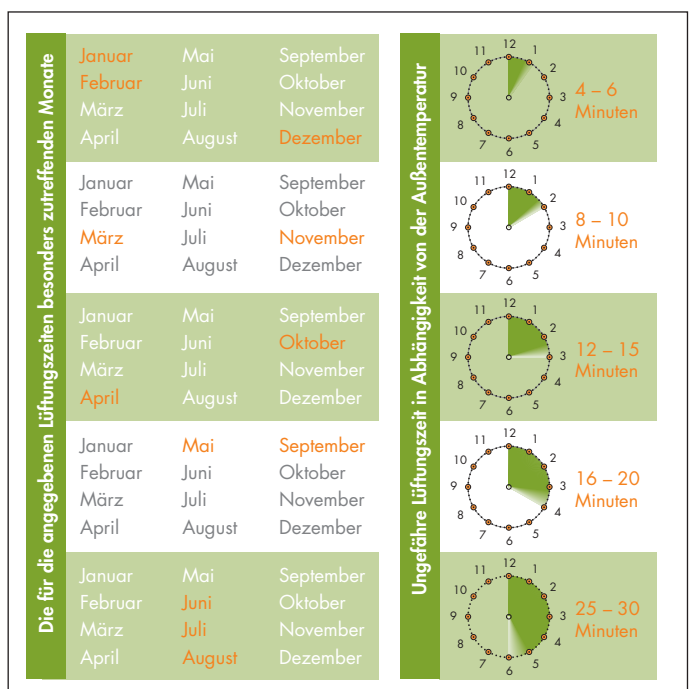 Die für die angegebenen Lüftungszeiten besonders zutreffenden Monate
Januar Mai September
Februar Juni Oktober
März Juli November
April August Dezember
Januar Mai September
Februar Juni Oktober
März Juli November
April August Dezember
Januar Mai September
Februar Juni Oktober
März Juli November
April August Dezember
Januar Mai September
Februar Juni Oktober
März Juli November
April August Dezember
Januar Mai September
Februar Juni Oktober
März Juli November
April August Dezember
Ungefähre Lüftungszeit in Abhängigkeit von der Außentemperatur
12
11 1
10 2
9 3
8 4
7 5
6
4 – 6
Minuten
12
11 1
10 2
9 3
8 4
7 5
6
8 – 10
Minuten
12
11 1
10 2
9 3
8 4
7 5
6
12 – 15
Minuten
12
11 1
10 2
9 3
8 4
7 5
6
16 – 20
Minuten
12
11 1
10 2
9 3
8 4
7 5
6
25 – 30
Minuten